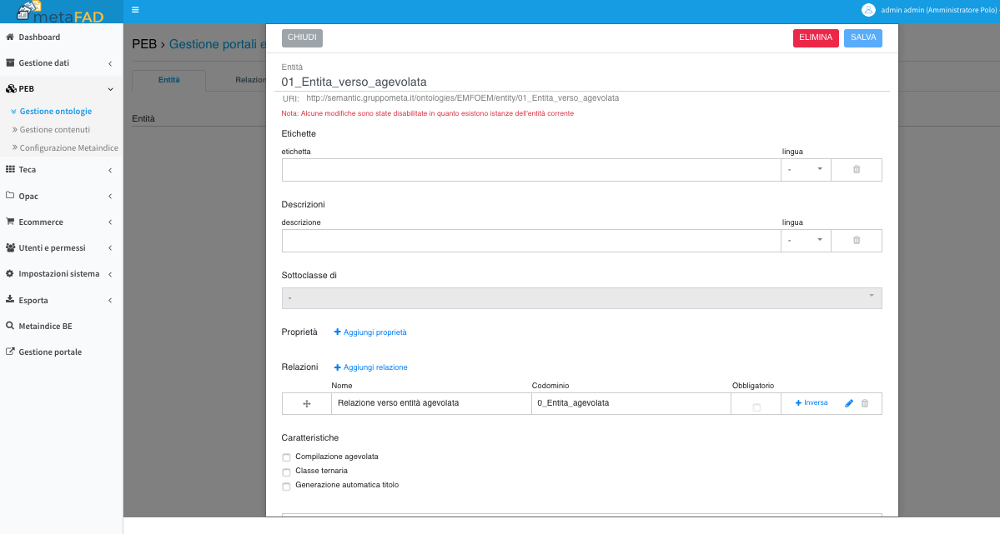 metaFAD
admin admin (Amministratore Polo)
Dashboard
Gestione dati
PEB
Gestione ontologie
Gestione contenuti
Configurazione Metaindice
Teca
Opac
Ecommerce
Utenti e permessi
Impostazioni sistema
Esporta
Metaindice BE
Gestione portale
PEB › Gestione portali e
Entità
Relazion
Entità
CHIUDI
ELIMINA
SALVA
Entità
01_Entita_verso_agevolata
URI: http://semantic.gruppometa.it/ontologies/EMFOEM/entity/01_Entita_verso_agevolata
Nota: Alcune modifiche sono state disabilitate in quanto esistono istanze dell'entità corrente
Etichette
etichetta lingua
-
Descrizioni
descrizione lingua
-
Sottoclasse di
-
Proprietà Aggiungi proprietà
Relazioni Aggiungi relazione
Nome Codominio Obbligatorio
Relazione verso entità agevolata 0_Entita_agevolata Inversa
Caratteristiche
Compilazione agevolata
Classe ternaria
Generazione automatica titolo